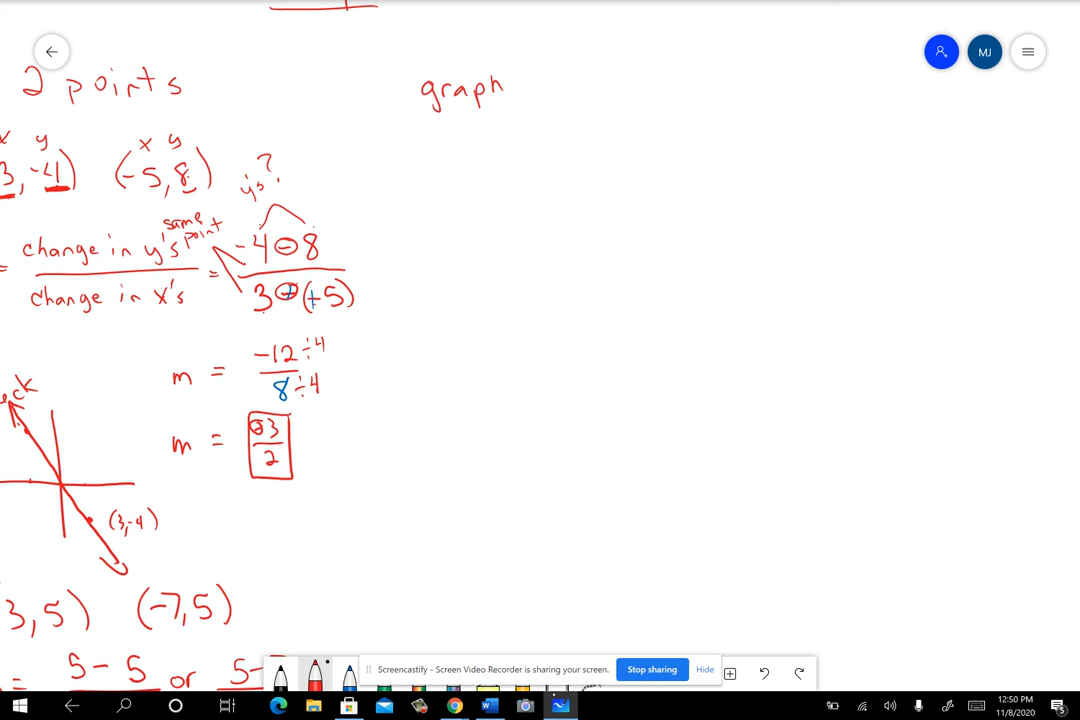 MJ
2 points
graph
x y
x y
3, -4) (-5, 8)
y's?
same point
= change in y's / change in x's = -4 - 8 / 3 + (+5)
m = -12 ÷4 / 8 ÷4
m = -3 / 2
(3,-4)
3, 5) (-7, 5)
= 5 - 5 or 5 -
Screencastify - Screen Video Recorder is sharing your screen.
Stop sharing
Hide
12:50 PM
11/8/2020
5